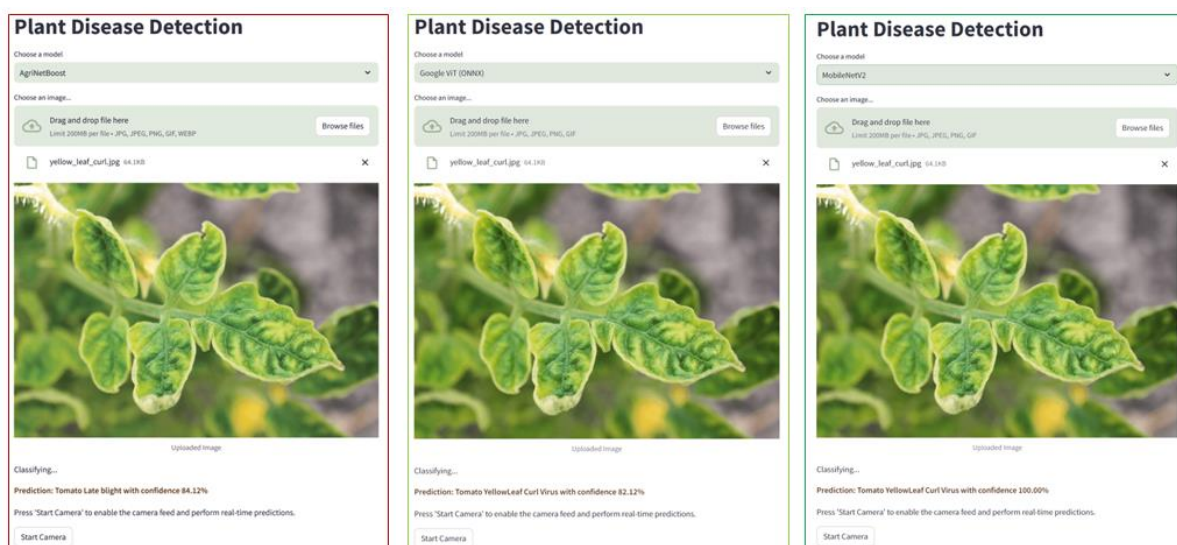 Plant Disease Detection
Choose a model
AgriNetBoost
Choose an image...
Drag and drop file here
Limit 200MB per file • JPG, JPEG, PNG, GIF, WEBP
Browse files
yellow_leaf_curl.jpg 64.1KB
Uploaded Image
Classifying...
Prediction: Tomato Late blight with confidence 84.12%
Press 'Start Camera' to enable the camera feed and perform real-time predictions.
Start Camera
Plant Disease Detection
Choose a model
Google ViT (ONNX)
Choose an image...
Drag and drop file here
Limit 200MB per file • JPG, JPEG, PNG, GIF
Browse files
yellow_leaf_curl.jpg 64.1KB
Uploaded Image
Classifying...
Prediction: Tomato YellowLeaf Curl Virus with confidence 82.12%
Press 'Start Camera' to enable the camera feed and perform real-time predictions.
Start Camera
Plant Disease Detection
Choose a model
MobileNetV2
Choose an image...
Drag and drop file here
Limit 200MB per file • JPG, JPEG, PNG, GIF
Browse files
yellow_leaf_curl.jpg 64.1KB
Uploaded Image
Classifying...
Prediction: Tomato YellowLeaf Curl Virus with confidence 100.00%
Press 'Start Camera' to enable the camera feed and perform real-time predictions.
Start Camera